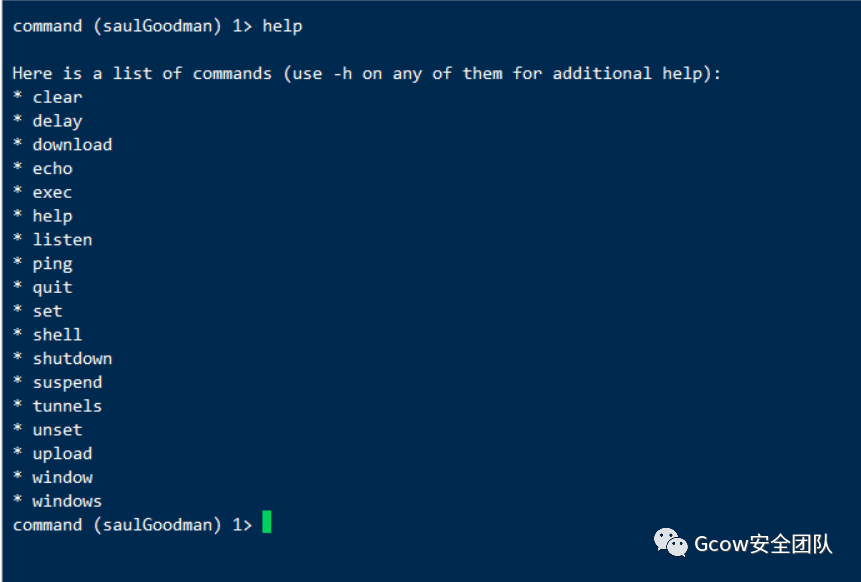 command (saulGoodman) 1> help
Here is a list of commands (use -h on any of them for additional help):
* clear
* delay
* download
* echo
* exec
* help
* listen
* ping
* quit
* set
* shell
* shutdown
* suspend
* tunnels
* unset
* upload
* window
* windows
command (saulGoodman) 1>
Gcow安全团队